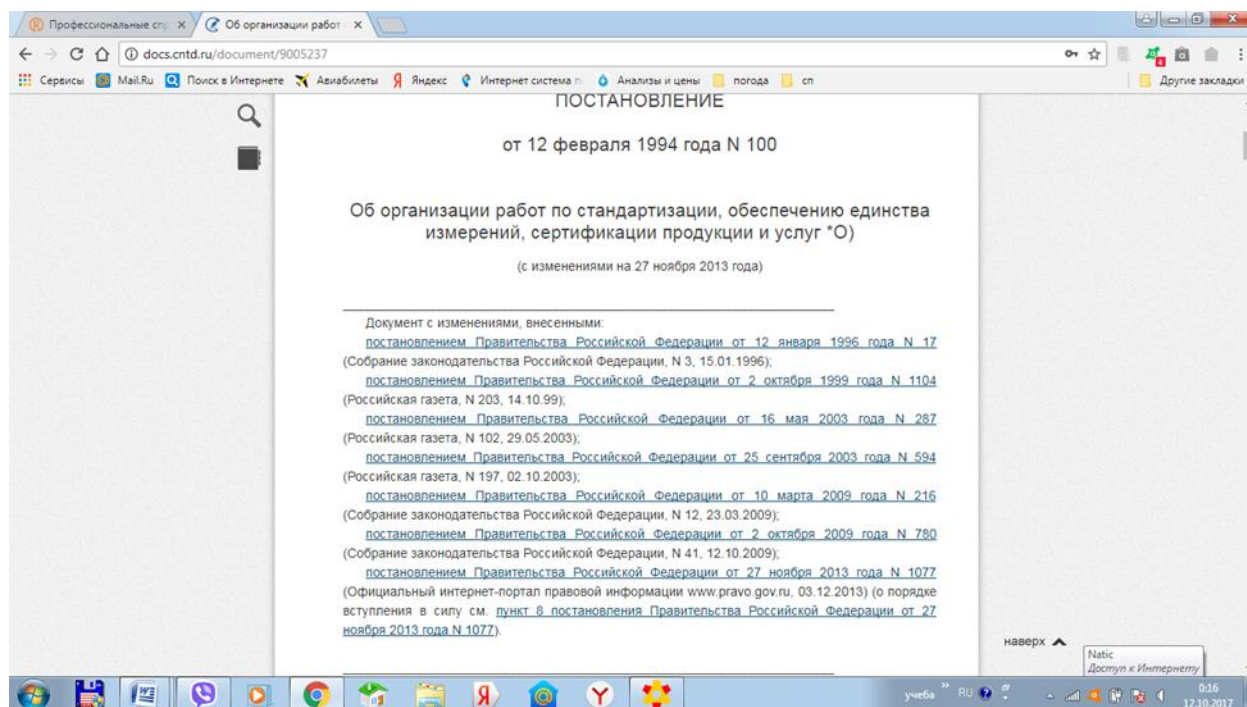 Профессиональные спр
Об организации работ
docs.cntd.ru/document/9005237
Сервисы Mail.Ru Поиск в Интернете Авиабилеты Яндекс Интернет система п Анализы и цены погода сп Другие закладки
ПОСТАНОВЛЕНИЕ
от 12 февраля 1994 года N 100
Об организации работ по стандартизации, обеспечению единства
измерений, сертификации продукции и услуг *О)
(с изменениями на 27 ноября 2013 года)
Документ с изменениями, внесенными:
постановлением Правительства Российской Федерации от 12 января 1996 года N 17
(Собрание законодательства Российской Федерации, N 3, 15.01.1996);
постановлением Правительства Российской Федерации от 2 октября 1999 года N 1104
(Российская газета, N 203, 14.10.99);
постановлением Правительства Российской Федерации от 16 мая 2003 года N 287
(Российская газета, N 102, 29.05.2003);
постановлением Правительства Российской Федерации от 25 сентября 2003 года N 594
(Российская газета, N 197, 02.10.2003);
постановлением Правительства Российской Федерации от 10 марта 2009 года N 216
(Собрание законодательства Российской Федерации, N 12, 23.03.2009);
постановлением Правительства Российской Федерации от 2 октября 2009 года N 780
(Собрание законодательства Российской Федерации, N 41, 12.10.2009);
постановлением Правительства Российской Федерации от 27 ноября 2013 года N 1077
(Официальный интернет-портал правовой информации www.pravo.gov.ru, 03.12.2013) (о порядке
вступления в силу см. пункт 8 постановления Правительства Российской Федерации от 27
ноября 2013 года N 1077).
наверх
Natic
Доступ к Интернету
учеба RU 0:16
12.10.2017